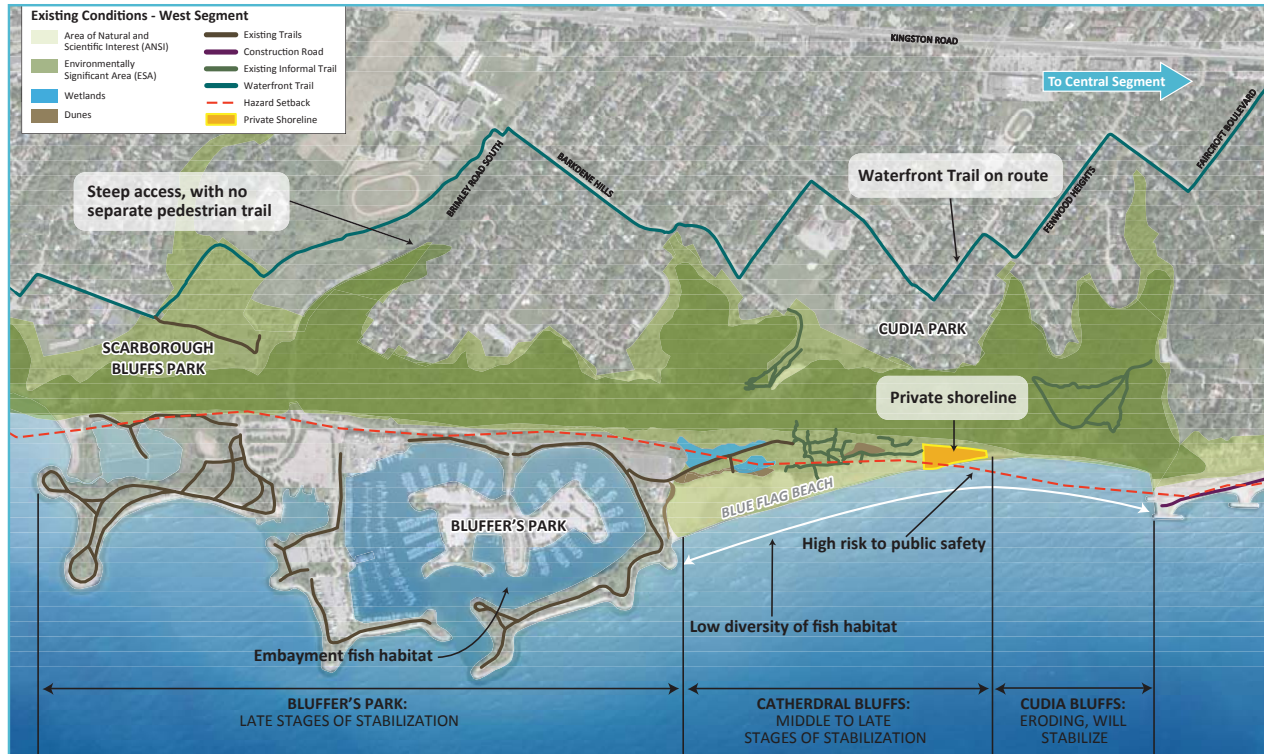 Existing Conditions - West Segment
Area of Natural and
Scientific Interest (ANSI)
Environmentally
Significant Area (ESA)
Wetlands
Dunes
Existing Trails
Construction Road
Existing Informal Trail
Waterfront Trail
Hazard Setback
Private Shoreline
KINGSTON ROAD
To Central Segment
FAIRCROFT BOULEVARD
Steep access, with no
separate pedestrian trail
BRIMLEY ROAD SOUTH
BARKDENE HILLS
Waterfront Trail on route
FENWOOD HEIGHTS
SCARBOROUGH
BLUFFS PARK
CUDIA PARK
Private shoreline
BLUE FLAG BEACH
BLUFFER'S PARK
High risk to public safety
Low diversity of fish habitat
Embayment fish habitat
BLUFFER'S PARK:
LATE STAGES OF STABILIZATION
CATHERDRAL BLUFFS:
MIDDLE TO LATE
STAGES OF STABILIZATION
CUDIA BLUFFS:
ERODING, WILL
STABILIZE